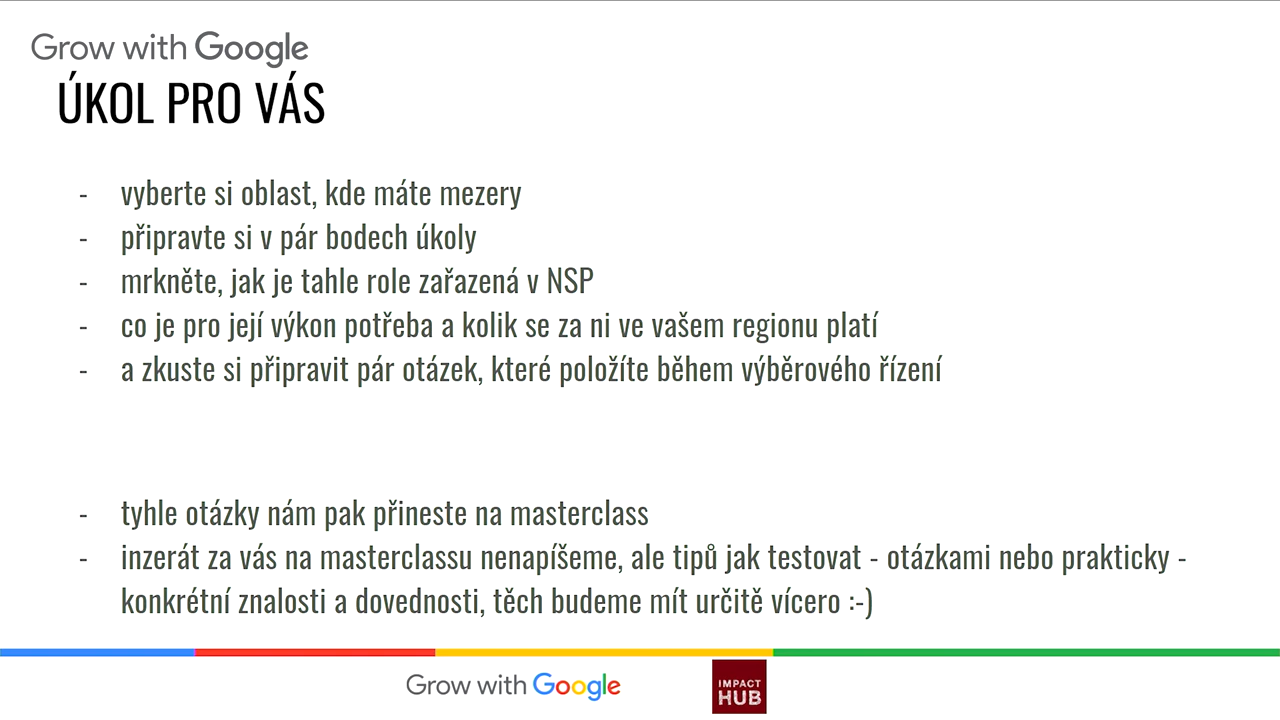 Grow with Google
ÚKOL PRO VÁS
- vyberte si oblast, kde máte mezery
- připravte si v pár bodech úkoly
- mrkněte, jak je tahle role zařazená v NSP
- co je pro její výkon potřeba a kolik se za ni ve vašem regionu platí
- a zkuste si připravit pár otázek, které položíte během výběrového řízení
- tyhle otázky nám pak přineste na masterclass
- inzerát za vás na masterclassu nenapíšeme, ale tipů jak testovat - otázkami nebo prakticky -
konkrétní znalosti a dovednosti, těch budeme mít určitě vícero :-)
Grow with Google
IMPACT
HUB